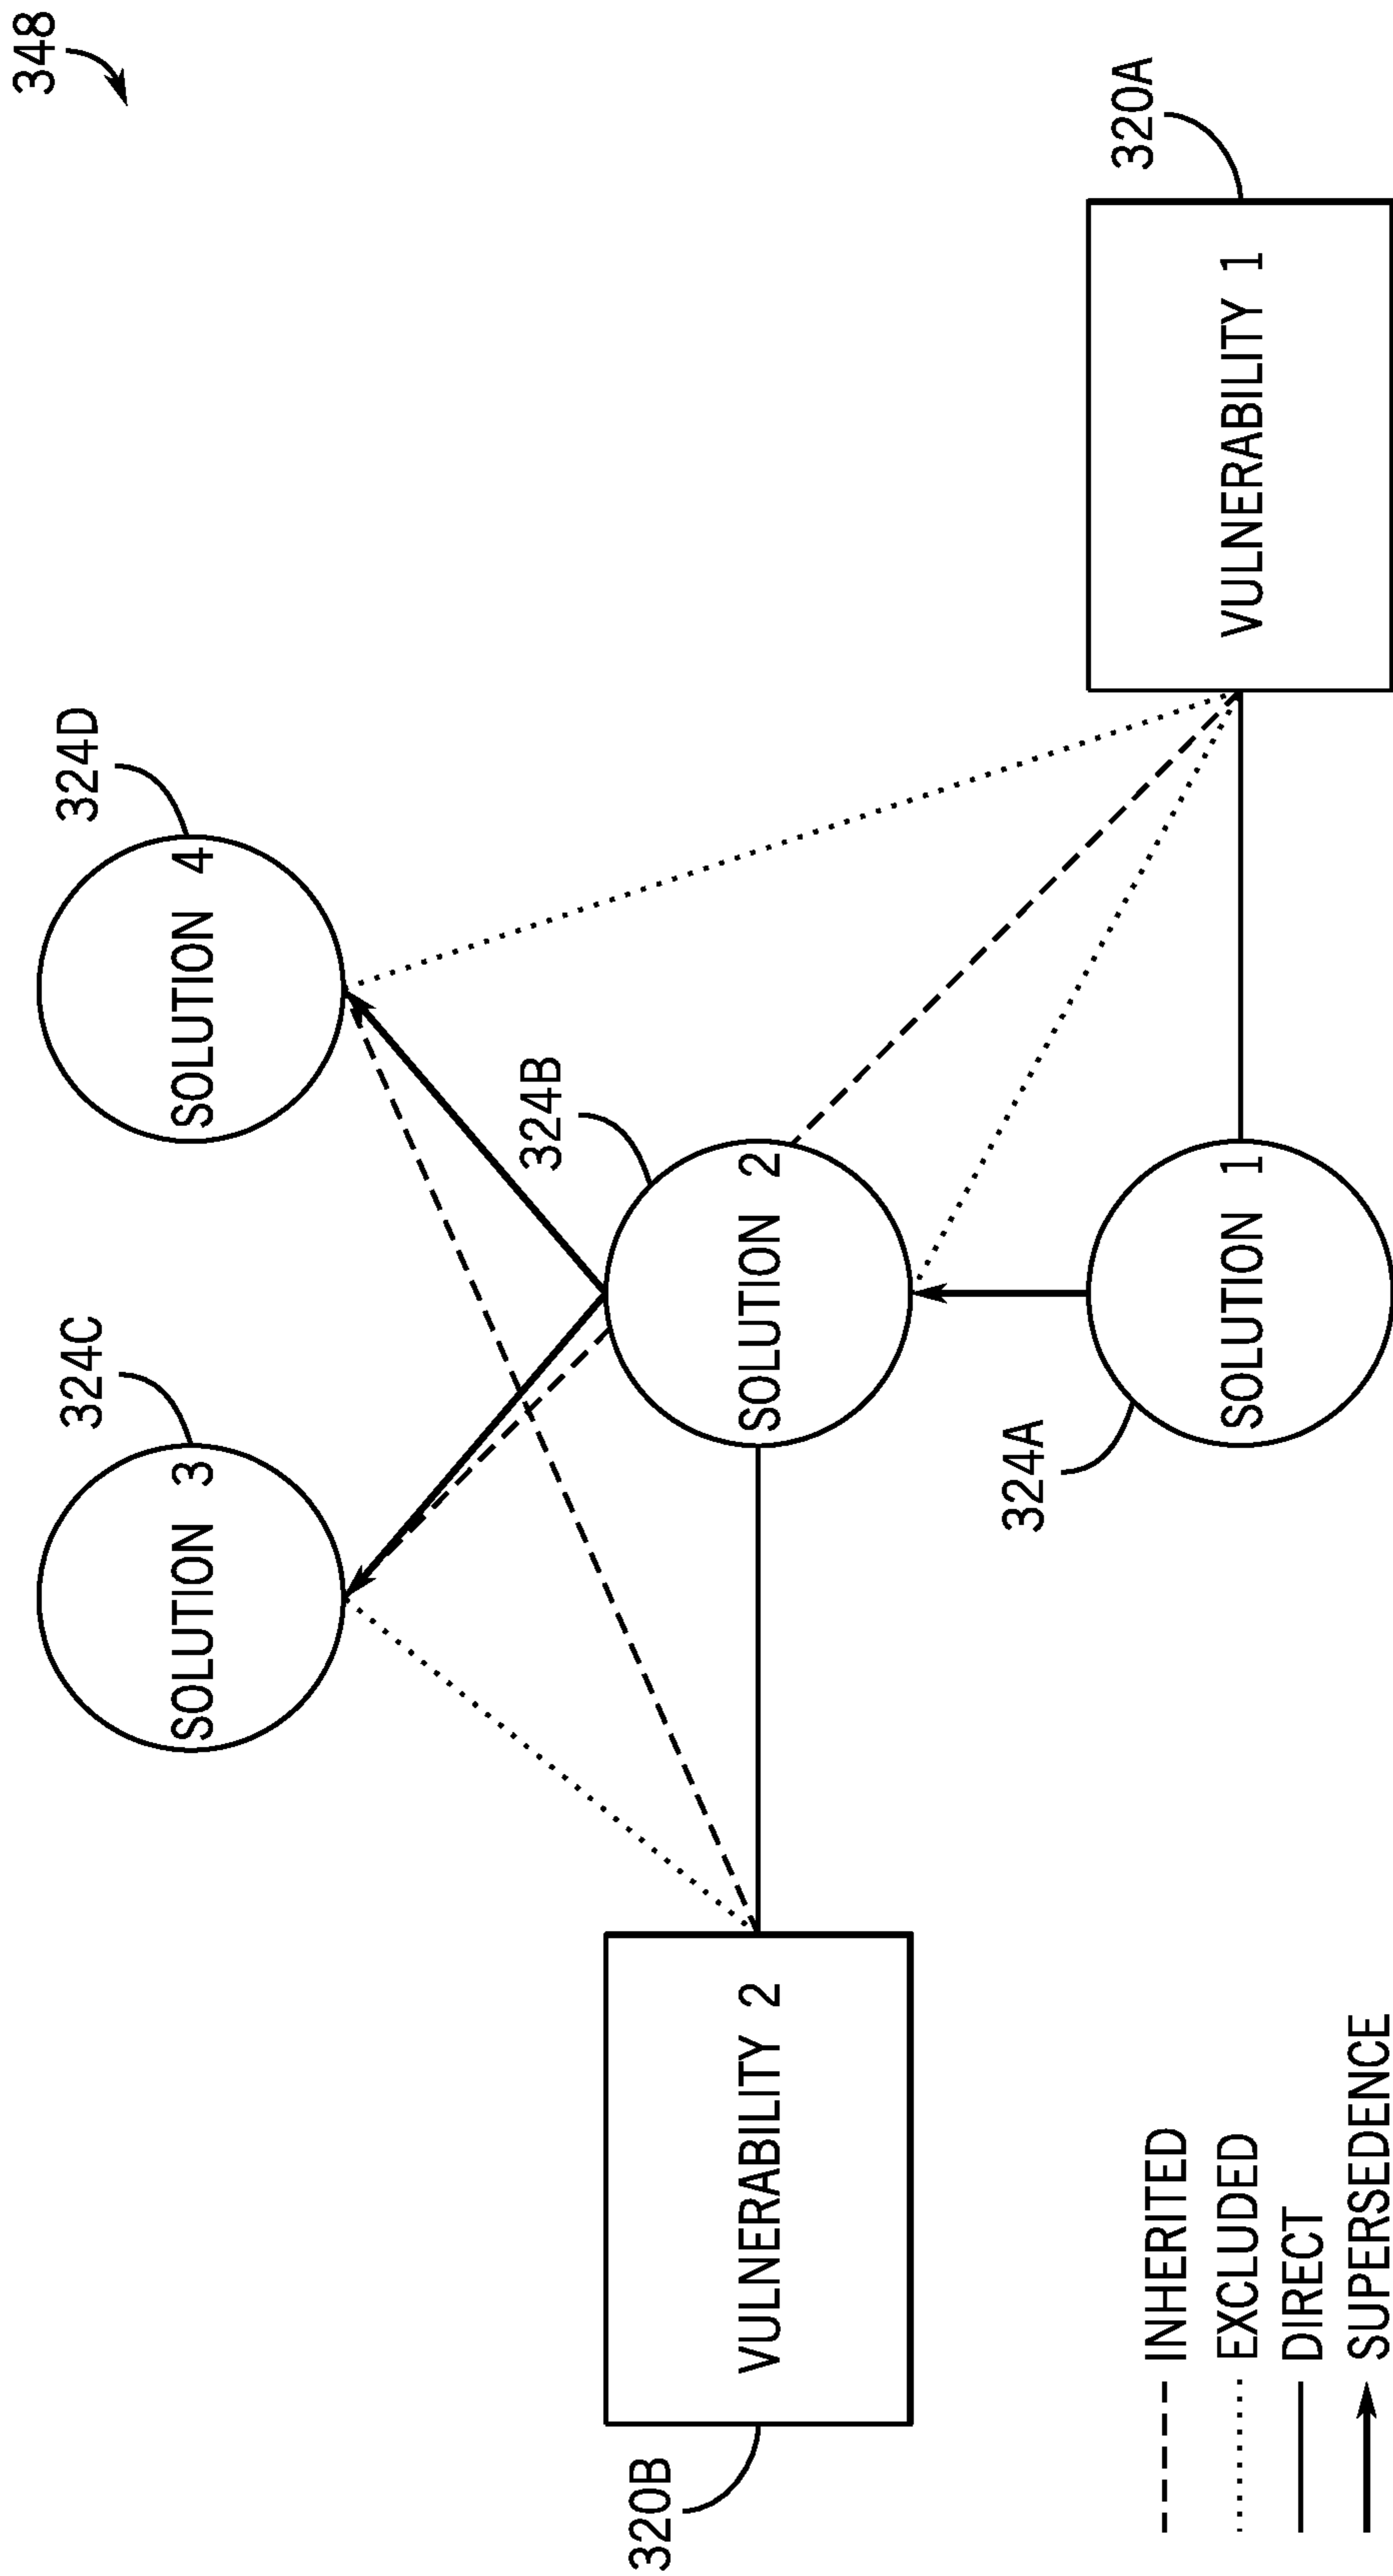 348
324C
324D
SOLUTION 3
SOLUTION 4
324B
320B
VULNERABILITY 2
SOLUTION 2
324A
320A
SOLUTION 1
VULNERABILITY 1
INHERITED
EXCLUDED
DIRECT
SUPERSEDENCE